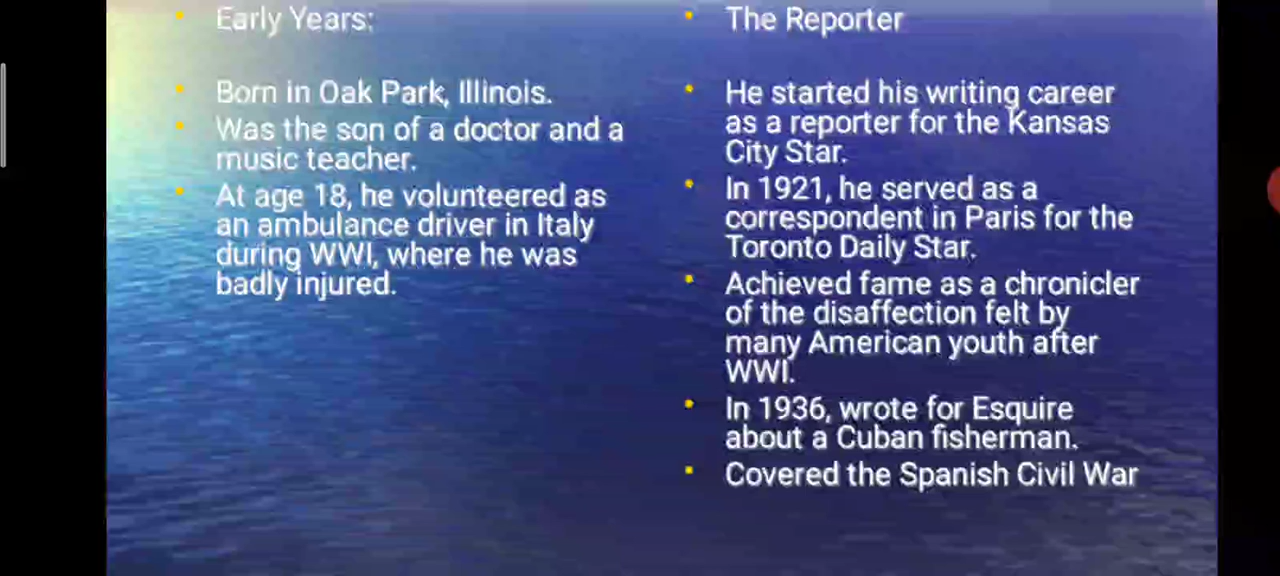 Early Years:
Born in Oak Park, Illinois.
Was the son of a doctor and a
music teacher.
At age 18, he volunteered as
an ambulance driver in Italy
during WWI, where he was
badly injured.
The Reporter
He started his writing career
as a reporter for the Kansas
City Star.
In 1921, he served as a
correspondent in Paris for the
Toronto Daily Star.
Achieved fame as a chronicler
of the disaffection felt by
many American youth after
WWI.
In 1936, wrote for Esquire
about a Cuban fisherman.
Covered the Spanish Civil War